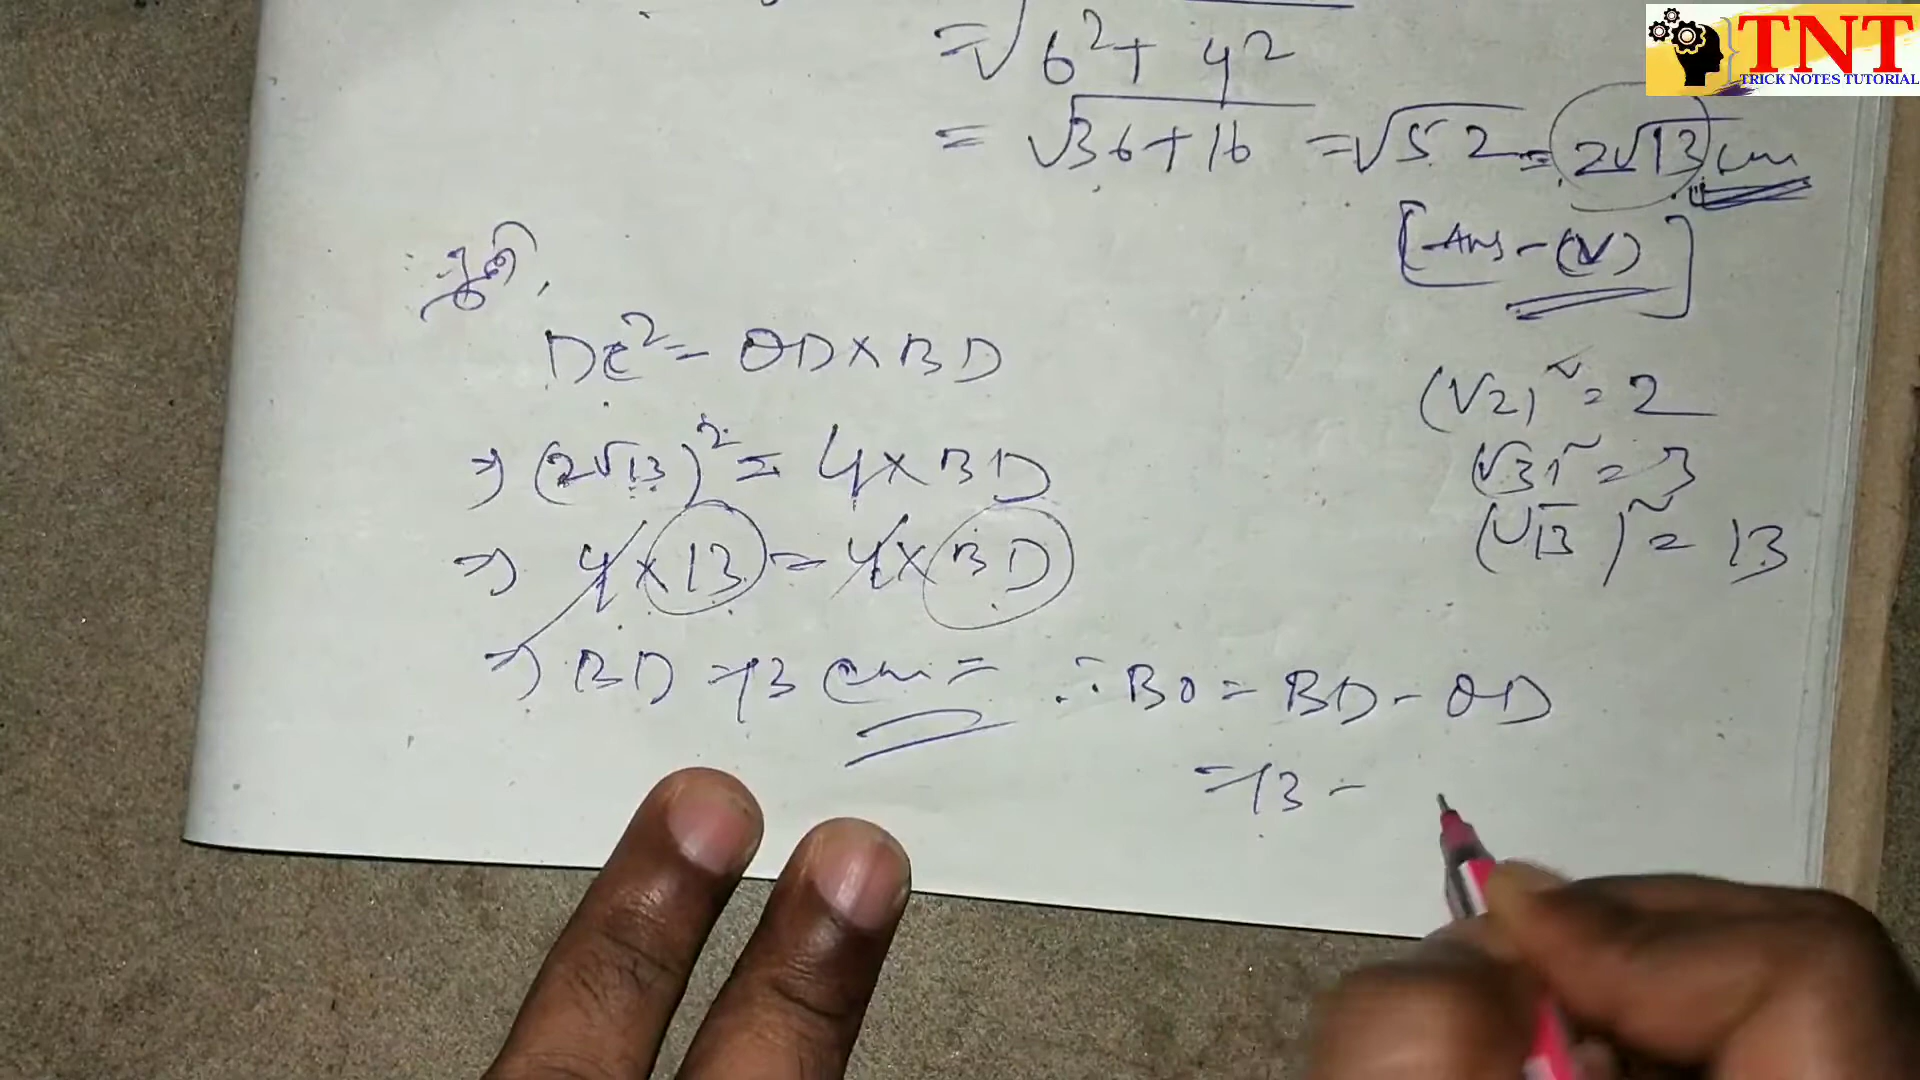 TNT
TRICK NOTES TUTORIAL
= √6² + 4²
= √36+16 = √52 = 2√13 cm
[Ans - (V)]
DC² = OD × BD
⇒ (2√13)² = 4 × BD
⇒ 4 × 13 = 4 × BD
⇒ BD = 13 cm = ∴ BO = BD - OD
= 13 -
(√2)² = 2
(√3)² = 3
(√13)² = 13